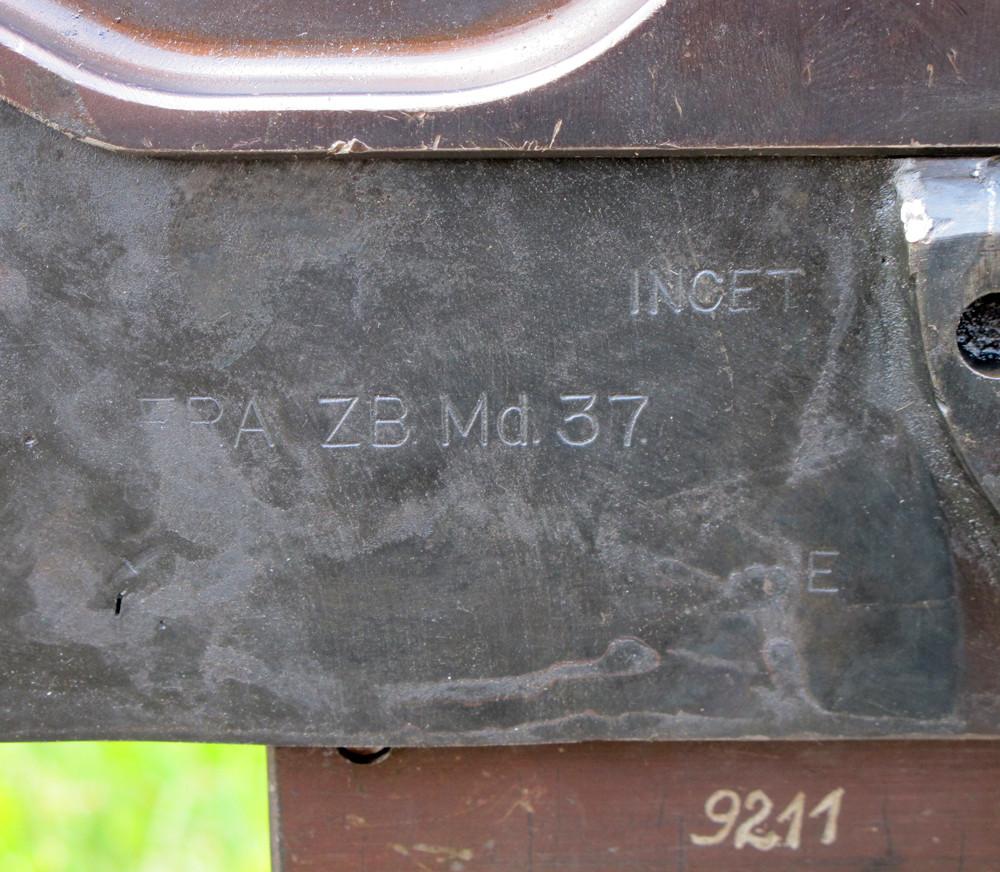 INCET
ZB. Md. 37.
E
9211